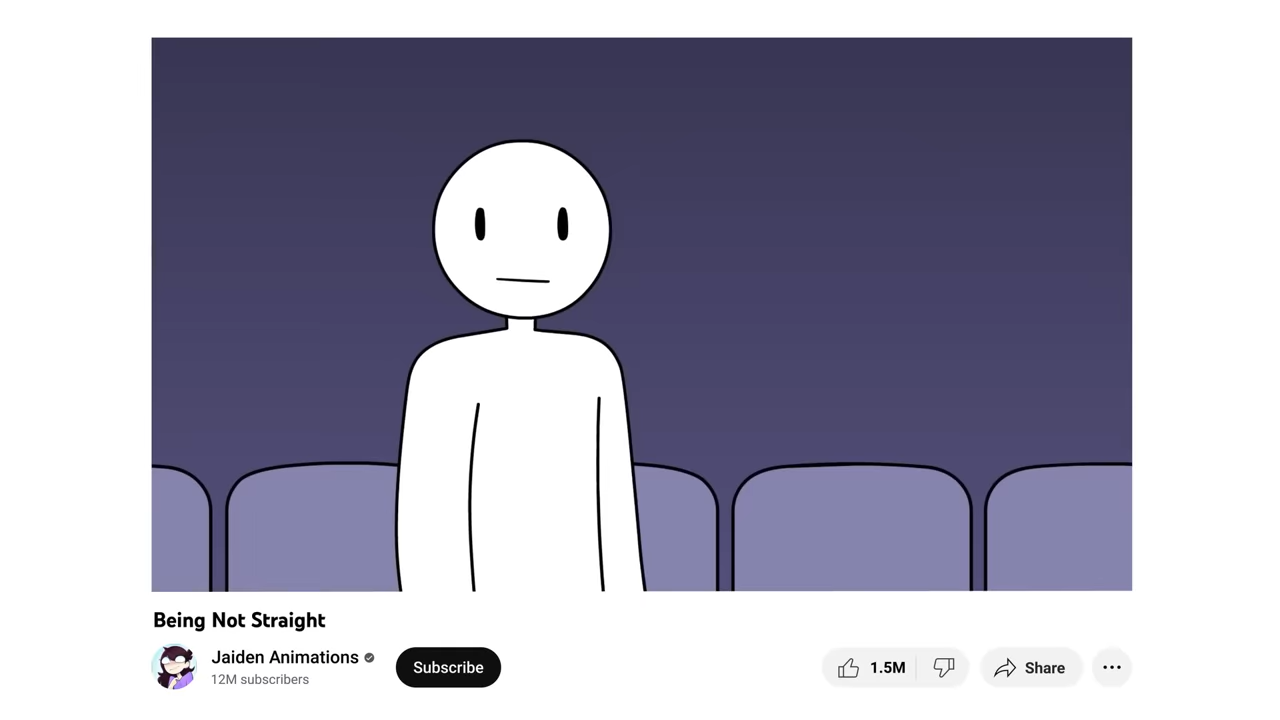 Being Not Straight
Jaiden Animations
12M subscribers
Subscribe
1.5M
Share